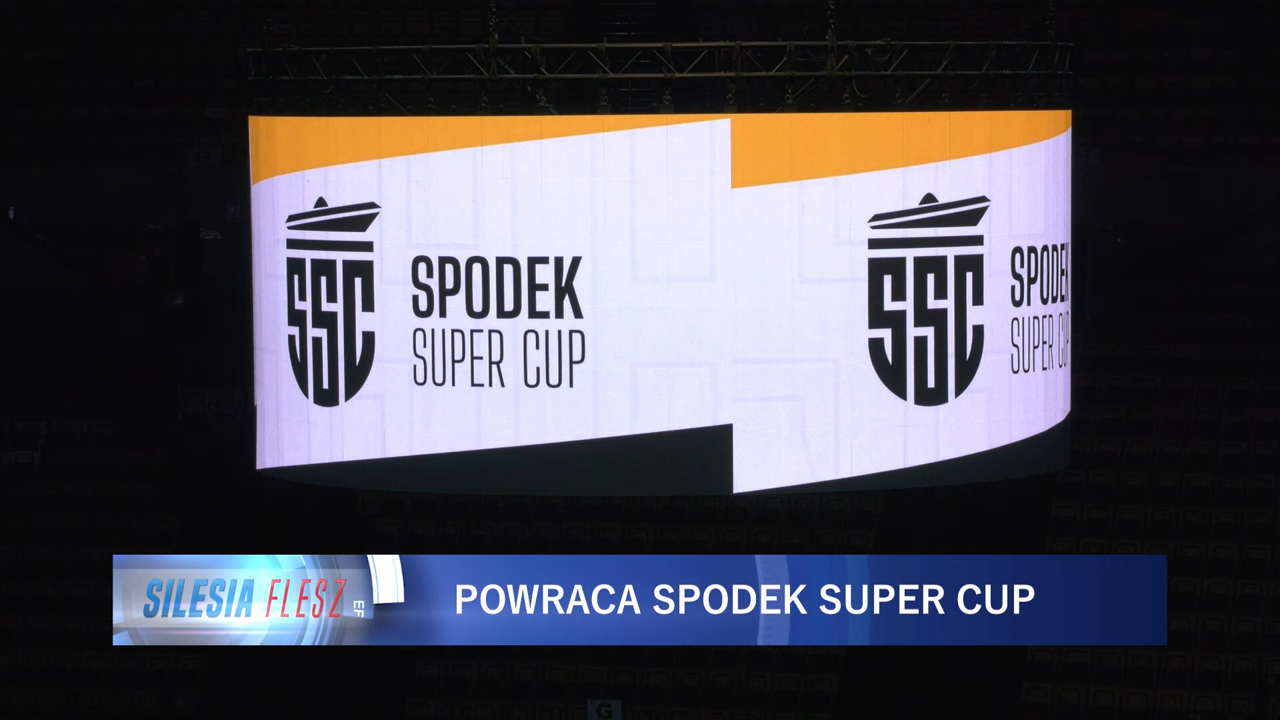 SSC
SPODEK
SUPER CUP
SSC
SPODEK
SUPER CUP
SILESIA FLESZ
POWRACA SPODEK SUPER CUP
G